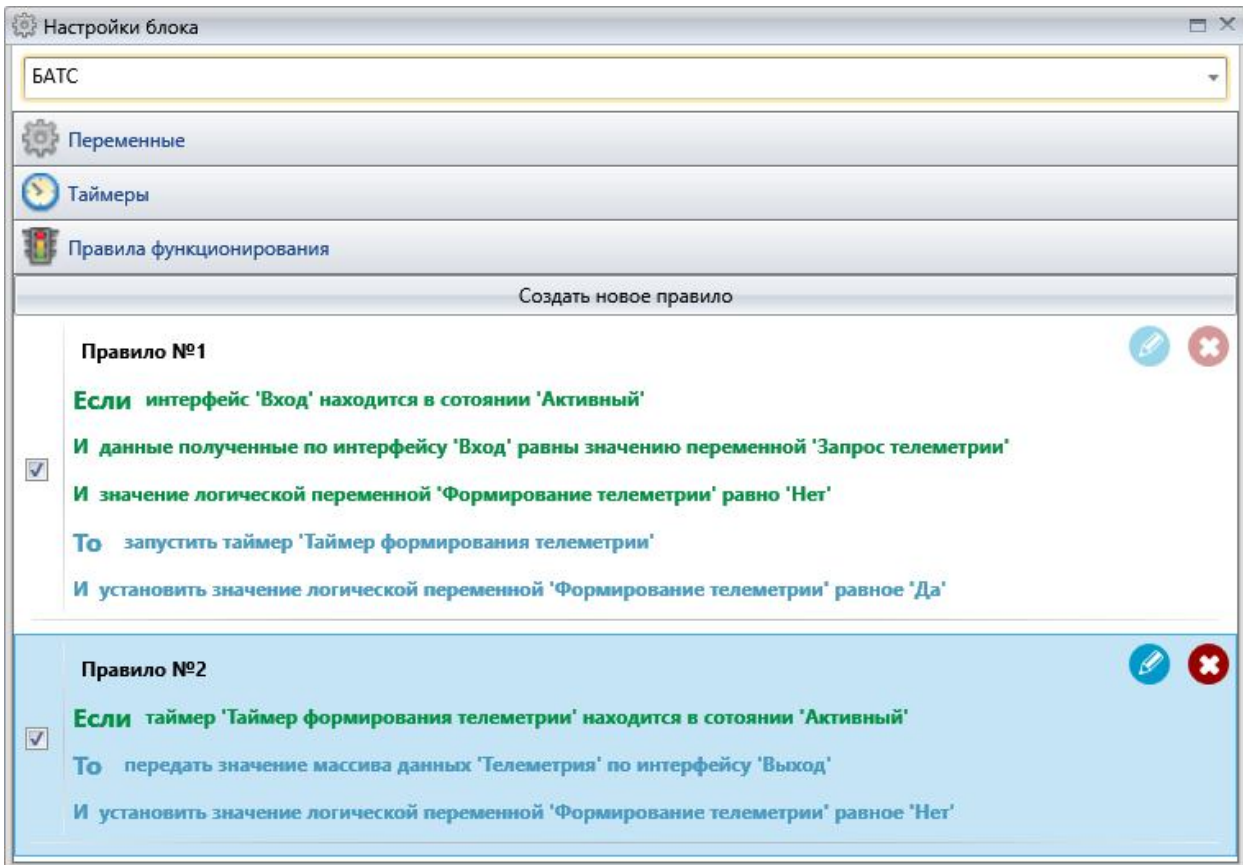 Настройки блока
БАТС
Переменные
Таймеры
Правила функционирования
Создать новое правило
Правило №1
Если интерфейс 'Вход' находится в сотоянии 'Активный'
И данные полученные по интерфейсу 'Вход' равны значению переменной 'Запрос телеметрии'
И значение логической переменной 'Формирование телеметрии' равно 'Нет'
То запустить таймер 'Таймер формирования телеметрии'
И установить значение логической переменной 'Формирование телеметрии' равное 'Да'
Правило №2
Если таймер 'Таймер формирования телеметрии' находится в сотоянии 'Активный'
То передать значение массива данных 'Телеметрия' по интерфейсу 'Выход'
И установить значение логической переменной 'Формирование телеметрии' равное 'Нет'